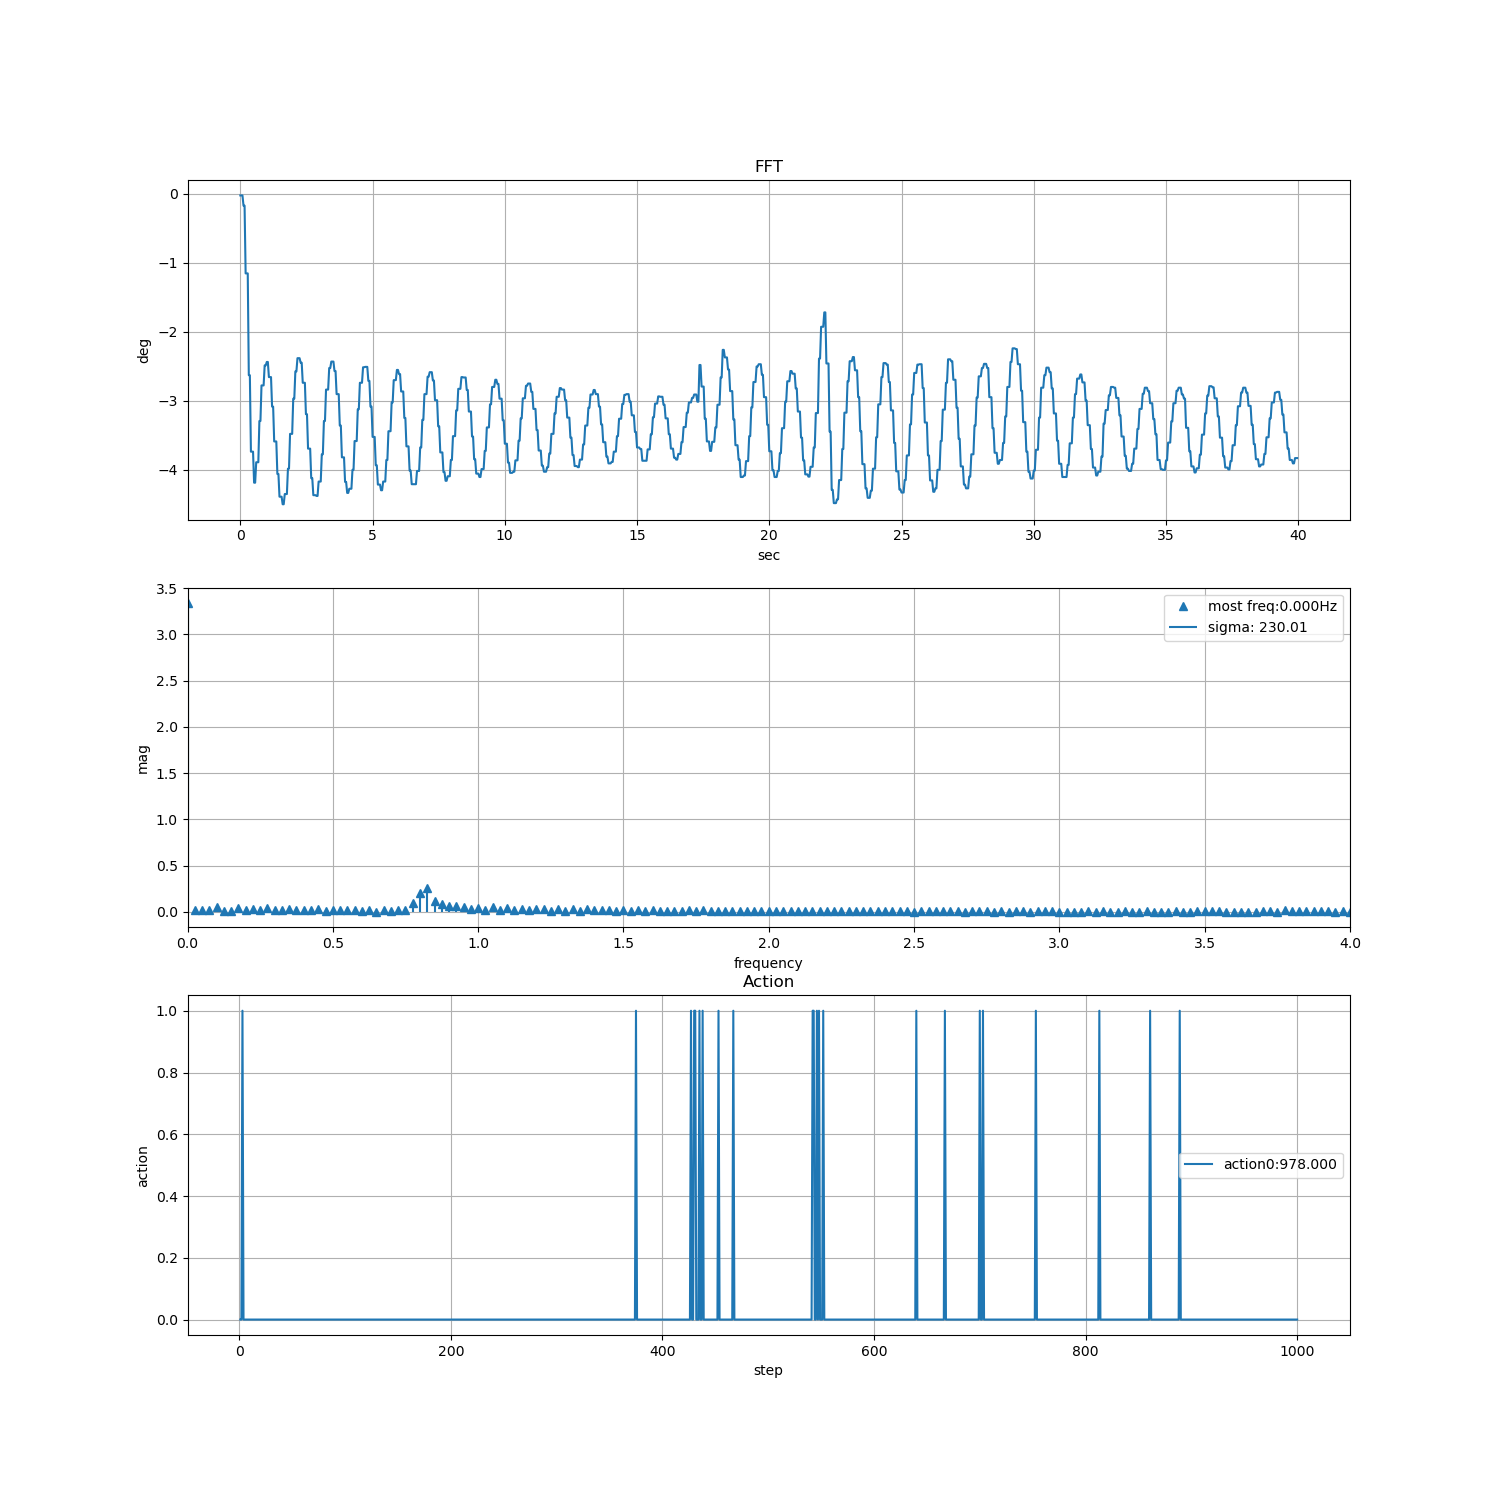 FFT
0
−1
−2
−3
−4
deg
0 5 10 15 20 25 30 35 40
sec
3.5
3.0
2.5
2.0
1.5
1.0
0.5
0.0
mag
most freq:0.000Hz
sigma: 230.01
0.0 0.5 1.0 1.5 2.0 2.5 3.0 3.5 4.0
frequency
Action
1.0
0.8
0.6
0.4
0.2
0.0
action
action0:978.000
0 200 400 600 800 1000
step